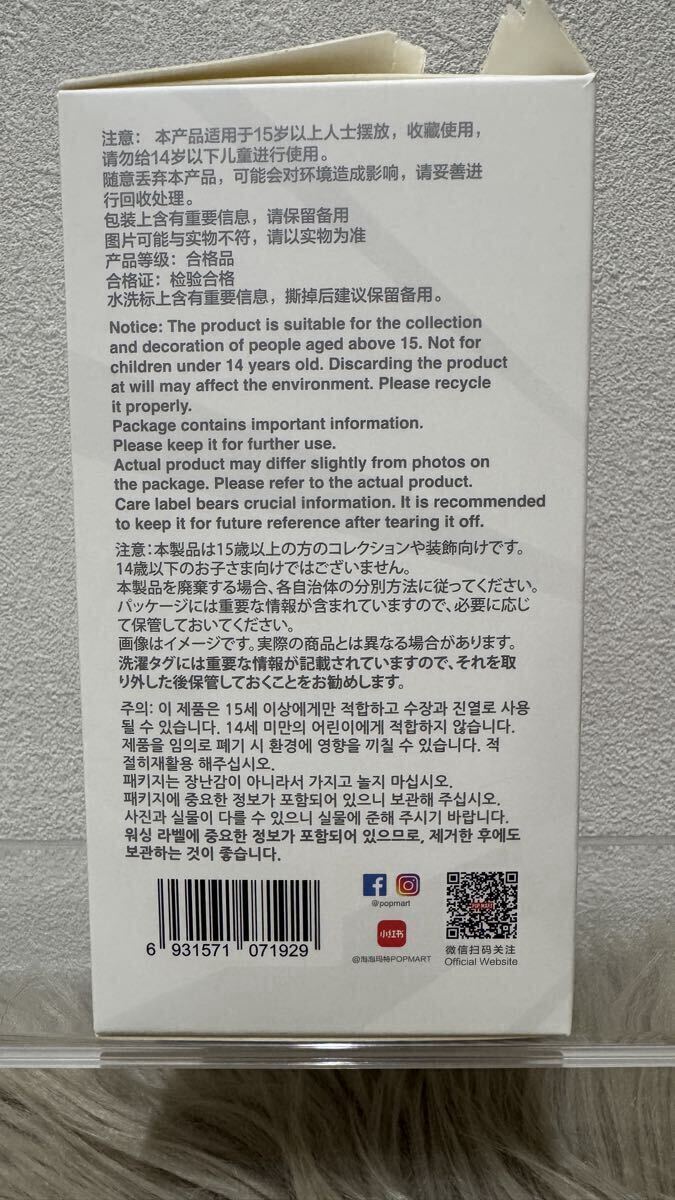 注意： 本产品适用于15岁以上人士摆放，收藏使用，
请勿给14岁以下儿童进行使用。
随意丢弃本产品，可能会对环境造成影响，请妥善进
行回收处理。
包装上含有重要信息，请保留备用
图片可能与实物不符，请以实物为准
产品等级：合格品
合格证：检验合格
水洗标上含有重要信息，撕掉后建议保留备用。
Notice: The product is suitable for the collection
and decoration of people aged above 15. Not for
children under 14 years old. Discarding the product
at will may affect the environment. Please recycle
it properly.
Package contains important information.
Please keep it for further use.
Actual product may differ slightly from photos on
the package. Please refer to the actual product.
Care label bears crucial information. It is recommended
to keep it for future reference after tearing it off.
注意：本製品は15歳以上の方のコレクションや装飾向けです。
14歳以下のお子さま向けではございません。
本製品を廃棄する場合、各自治体の分別方法に従ってください。
パッケージには重要な情報が含まれていますので、必要に応じ
て保管しておいてください。
画像はイメージです。実際の商品とは異なる場合があります。
洗濯タグには重要な情報が記載されていますので、それを取
り外した後保管しておくことをお勧めします。
주의: 이 제품은 15세 이상에게만 적합하고 수장과 진열로 사용
될 수 있습니다. 14세 미만의 어린이에게 적합하지 않습니다.
제품을 임의로 폐기 시 환경에 영향을 끼칠 수 있습니다. 적
절히재활용 해주십시오.
패키지는 장난감이 아니라서 가지고 놀지 마십시오.
패키지에 중요한 정보가 포함되어 있으니 보관해 주십시오.
사진과 실물이 다를 수 있으니 실물에 준해 주시기 바랍니다.
워싱 라벨에 중요한 정보가 포함되어 있으므로, 제거한 후에도
보관하는 것이 좋습니다.
@popmart
POP MART
小红书
6 931571 071929
@泡泡玛特POPMART
微信扫码关注
Official Website